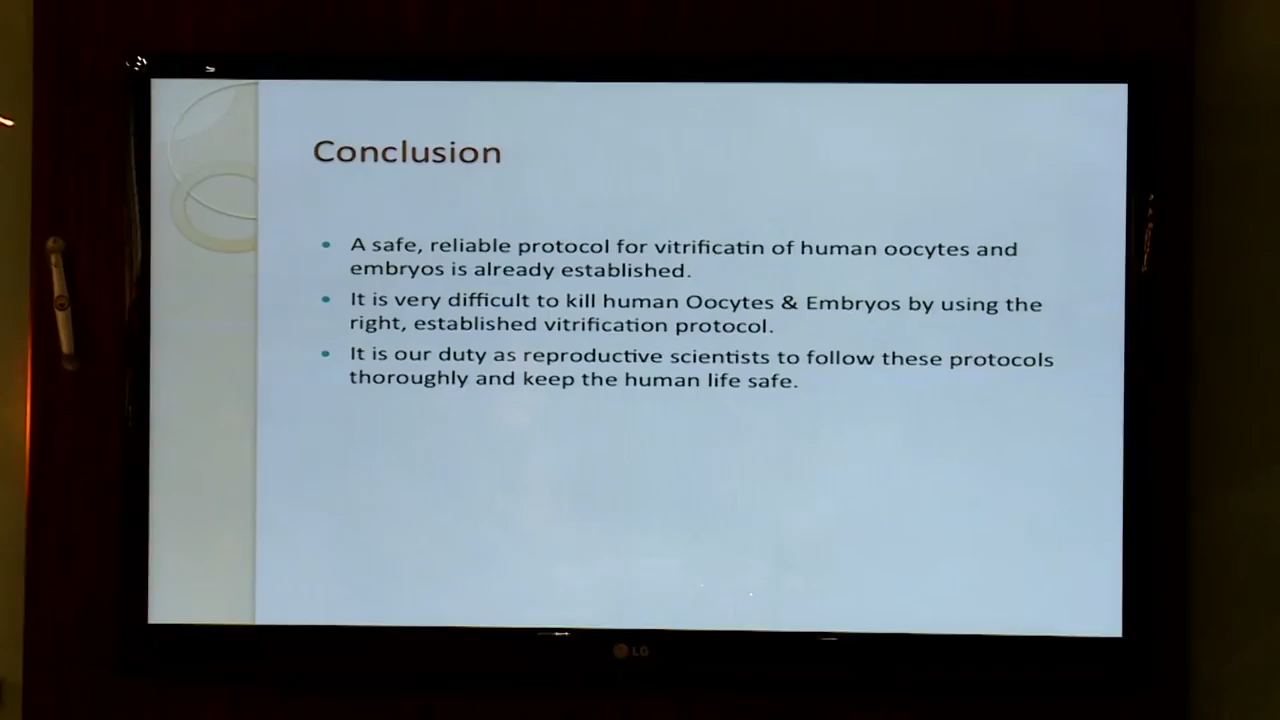 Conclusion
• A safe, reliable protocol for vitrificatin of human oocytes and
embryos is already established.
• It is very difficult to kill human Oocytes & Embryos by using the
right, established vitrification protocol.
• It is our duty as reproductive scientists to follow these protocols
thoroughly and keep the human life safe.
LG